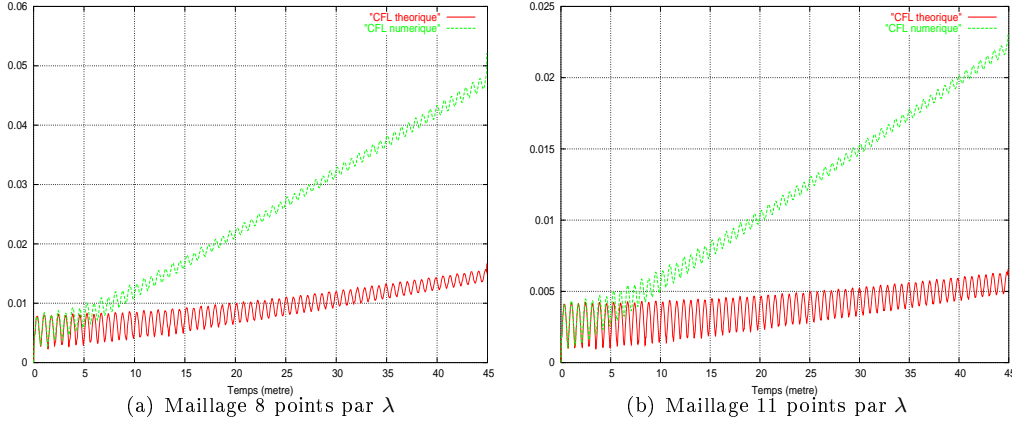 0.06
0.05
0.04
0.03
0.02
0.01
0
0 5 10 15 20 25 30 35 40 45
Temps (metre)
"CFL theorique"
"CFL numerique"
(a) Maillage 8 points par λ
0.025
0.02
0.015
0.01
0.005
0
0 5 10 15 20 25 30 35 40 45
Temps (metre)
"CFL theorique"
"CFL numerique"
(b) Maillage 11 points par λ